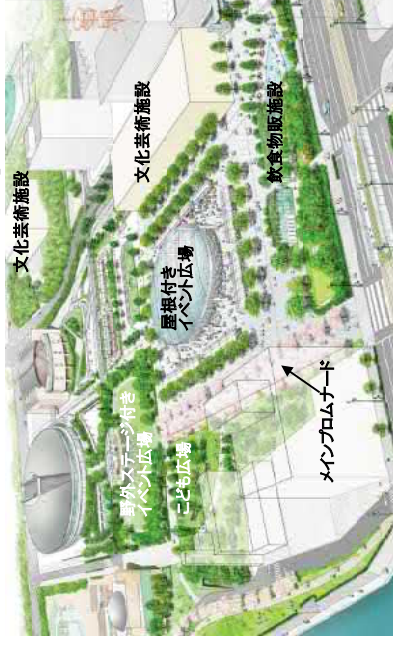 文化芸術施設
文化芸術施設
飲食物販施設
屋根付き
イベント広場
野外ステージ付き
イベント広場
こども広場
メインプロムナード